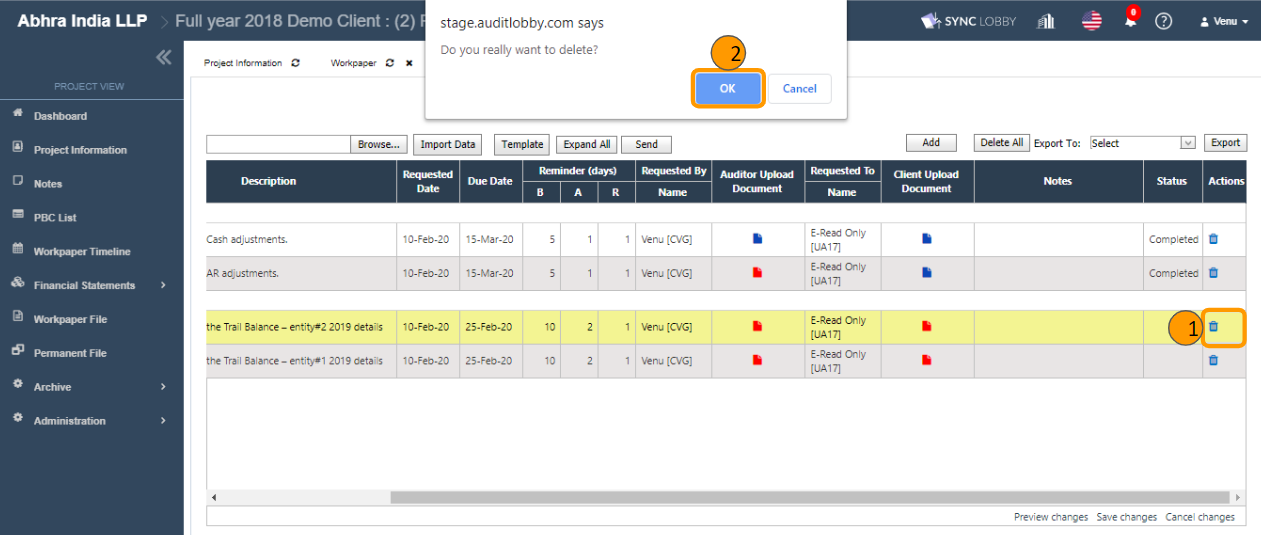 Abhra India LLP
Full year 2018 Demo Client : (2)
stage.auditlobby.com says
Do you really want to delete?
2
OK
Cancel
SYNC LOBBY
0
Venu
Project Information
Workpaper
PROJECT VIEW
Dashboard
Project Information
Notes
PBC List
Workpaper Timeline
Financial Statements
Workpaper File
Permanent File
Archive
Administration
Browse... Import Data Template Expand All Send Add Delete All Export To: Select Export
Description Requested Date Due Date Reminder (days) B A R Requested By Name Auditor Upload Document Requested To Name Client Upload Document Notes Status Actions
Cash adjustments. 10-Feb-20 15-Mar-20 5 1 1 Venu [CVG] E-Read Only [UA17] Completed
AR adjustments. 10-Feb-20 15-Mar-20 5 1 1 Venu [CVG] E-Read Only [UA17] Completed
the Trail Balance – entity#2 2019 details 10-Feb-20 25-Feb-20 10 2 1 Venu [CVG] E-Read Only [UA17] 1
the Trail Balance – entity#1 2019 details 10-Feb-20 25-Feb-20 10 2 1 Venu [CVG] E-Read Only [UA17]
Preview changes Save changes Cancel changes